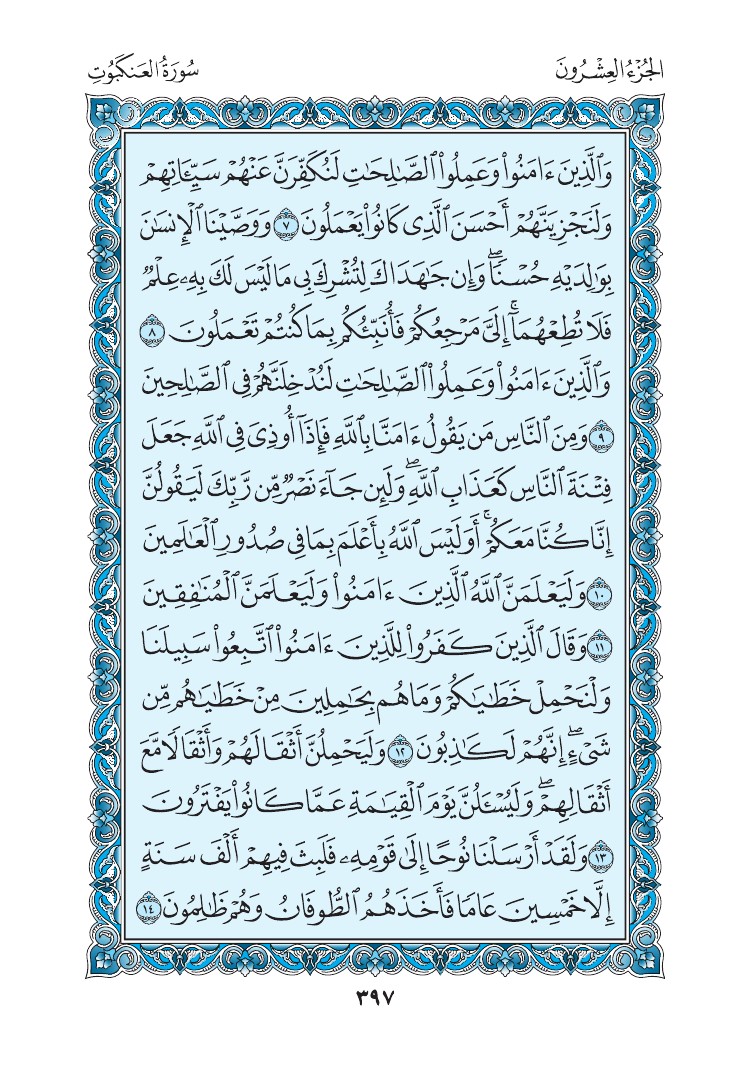 الجُزْءُ العِشْرُونَ
سُورَةُ العَنكَبُوتِ
وَٱلَّذِينَ ءَامَنُواْ وَعَمِلُواْ ٱلصَّٰلِحَٰتِ لَنُكَفِّرَنَّ عَنْهُمْ سَيِّـَٔاتِهِمْ
وَلَنَجْزِيَنَّهُمْ أَحْسَنَ ٱلَّذِى كَانُواْ يَعْمَلُونَ ٧ وَوَصَّيْنَا ٱلْإِنسَٰنَ
بِوَٰلِدَيْهِ حُسْنًاۖ وَإِن جَٰهَدَاكَ لِتُشْرِكَ بِى مَا لَيْسَ لَكَ بِهِۦ عِلْمٌ
فَلَا تُطِعْهُمَآۚ إِلَىَّ مَرْجِعُكُمْ فَأُنَبِّئُكُم بِمَا كُنتُمْ تَعْمَلُونَ ٨
وَٱلَّذِينَ ءَامَنُواْ وَعَمِلُواْ ٱلصَّٰلِحَٰتِ لَنُدْخِلَنَّهُمْ فِى ٱلصَّٰلِحِينَ
٩ وَمِنَ ٱلنَّاسِ مَن يَقُولُ ءَامَنَّا بِٱللَّهِ فَإِذَآ أُوذِىَ فِى ٱللَّهِ جَعَلَ
فِتْنَةَ ٱلنَّاسِ كَعَذَابِ ٱللَّهِۖ وَلَئِن جَآءَ نَصْرٌ مِّن رَّبِّكَ لَيَقُولُنَّ
إِنَّا كُنَّا مَعَكُمْۚ أَوَلَيْسَ ٱللَّهُ بِأَعْلَمَ بِمَا فِى صُدُورِ ٱلْعَٰلَمِينَ
١٠ وَلَيَعْلَمَنَّ ٱللَّهُ ٱلَّذِينَ ءَامَنُواْ وَلَيَعْلَمَنَّ ٱلْمُنَٰفِقِينَ
١١ وَقَالَ ٱلَّذِينَ كَفَرُواْ لِلَّذِينَ ءَامَنُواْ ٱتَّبِعُواْ سَبِيلَنَا
وَلْنَحْمِلْ خَطَٰيَٰكُمْ وَمَا هُم بِحَٰمِلِينَ مِنْ خَطَٰيَٰهُم مِّن
شَىْءٍۖ إِنَّهُمْ لَكَٰذِبُونَ ١٢ وَلَيَحْمِلُنَّ أَثْقَالَهُمْ وَأَثْقَالًا مَّعَ
أَثْقَالِهِمْۖ وَلَيُسْـَٔلُنَّ يَوْمَ ٱلْقِيَٰمَةِ عَمَّا كَانُواْ يَفْتَرُونَ
١٣ وَلَقَدْ أَرْسَلْنَا نُوحًا إِلَىٰ قَوْمِهِۦ فَلَبِثَ فِيهِمْ أَلْفَ سَنَةٍ
إِلَّا خَمْسِينَ عَامًا فَأَخَذَهُمُ ٱلطُّوفَانُ وَهُمْ ظَٰلِمُونَ ١٤
٣٩٧